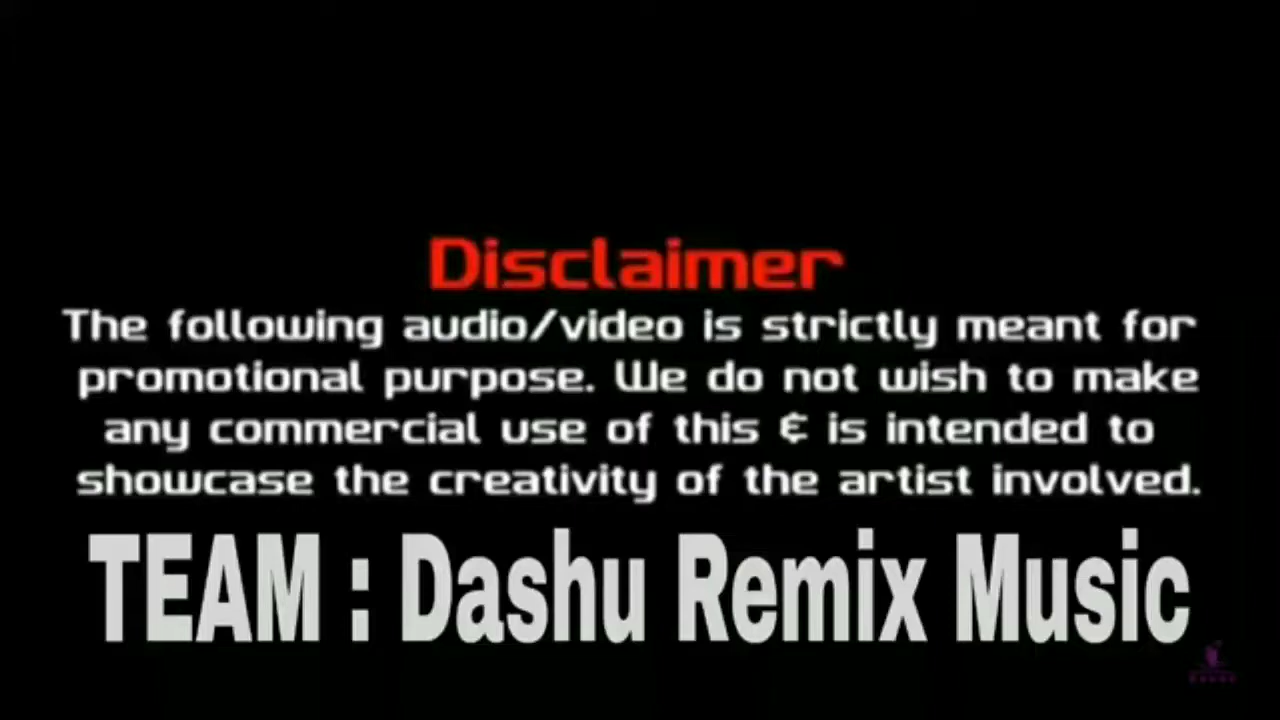 Disclaimer
The following audio/video is strictly meant for
promotional purpose. We do not wish to make
any commercial use of this & is intended to
showcase the creativity of the artist involved.
TEAM : Dashu Remix Music